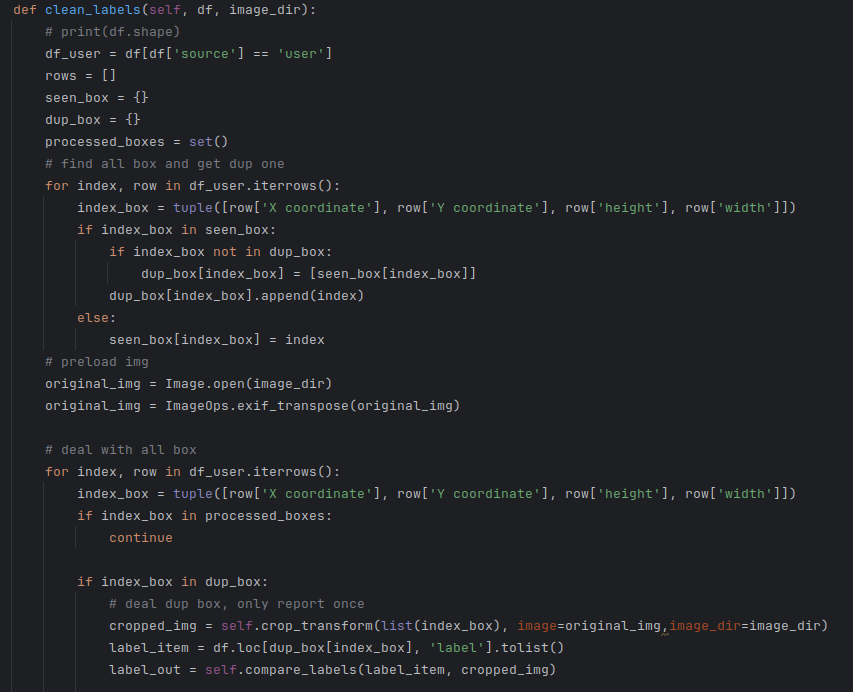 def clean_labels(self, df, image_dir):
    # print(df.shape)
    df_user = df[df['source'] == 'user']
    rows = []
    seen_box = {}
    dup_box = {}
    processed_boxes = set()
    # find all box and get dup one
    for index, row in df_user.iterrows():
        index_box = tuple([row['X coordinate'], row['Y coordinate'], row['height'], row['width']])
        if index_box in seen_box:
            if index_box not in dup_box:
                dup_box[index_box] = [seen_box[index_box]]
            dup_box[index_box].append(index)
        else:
            seen_box[index_box] = index
    # preload img
    original_img = Image.open(image_dir)
    original_img = ImageOps.exif_transpose(original_img)

    # deal with all box
    for index, row in df_user.iterrows():
        index_box = tuple([row['X coordinate'], row['Y coordinate'], row['height'], row['width']])
        if index_box in processed_boxes:
            continue

        if index_box in dup_box:
            # deal dup box, only report once
            cropped_img = self.crop_transform(list(index_box), image=original_img,image_dir=image_dir)
            label_item = df.loc[dup_box[index_box], 'label'].tolist()
            label_out = self.compare_labels(label_item, cropped_img)